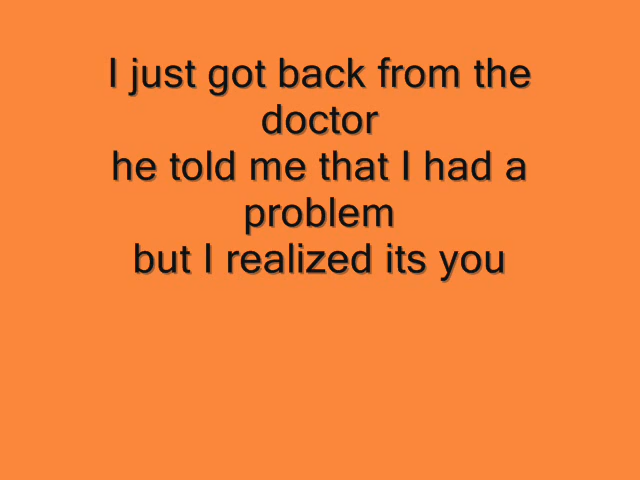 I just got back from the
doctor
he told me that I had a
problem
but I realized its you